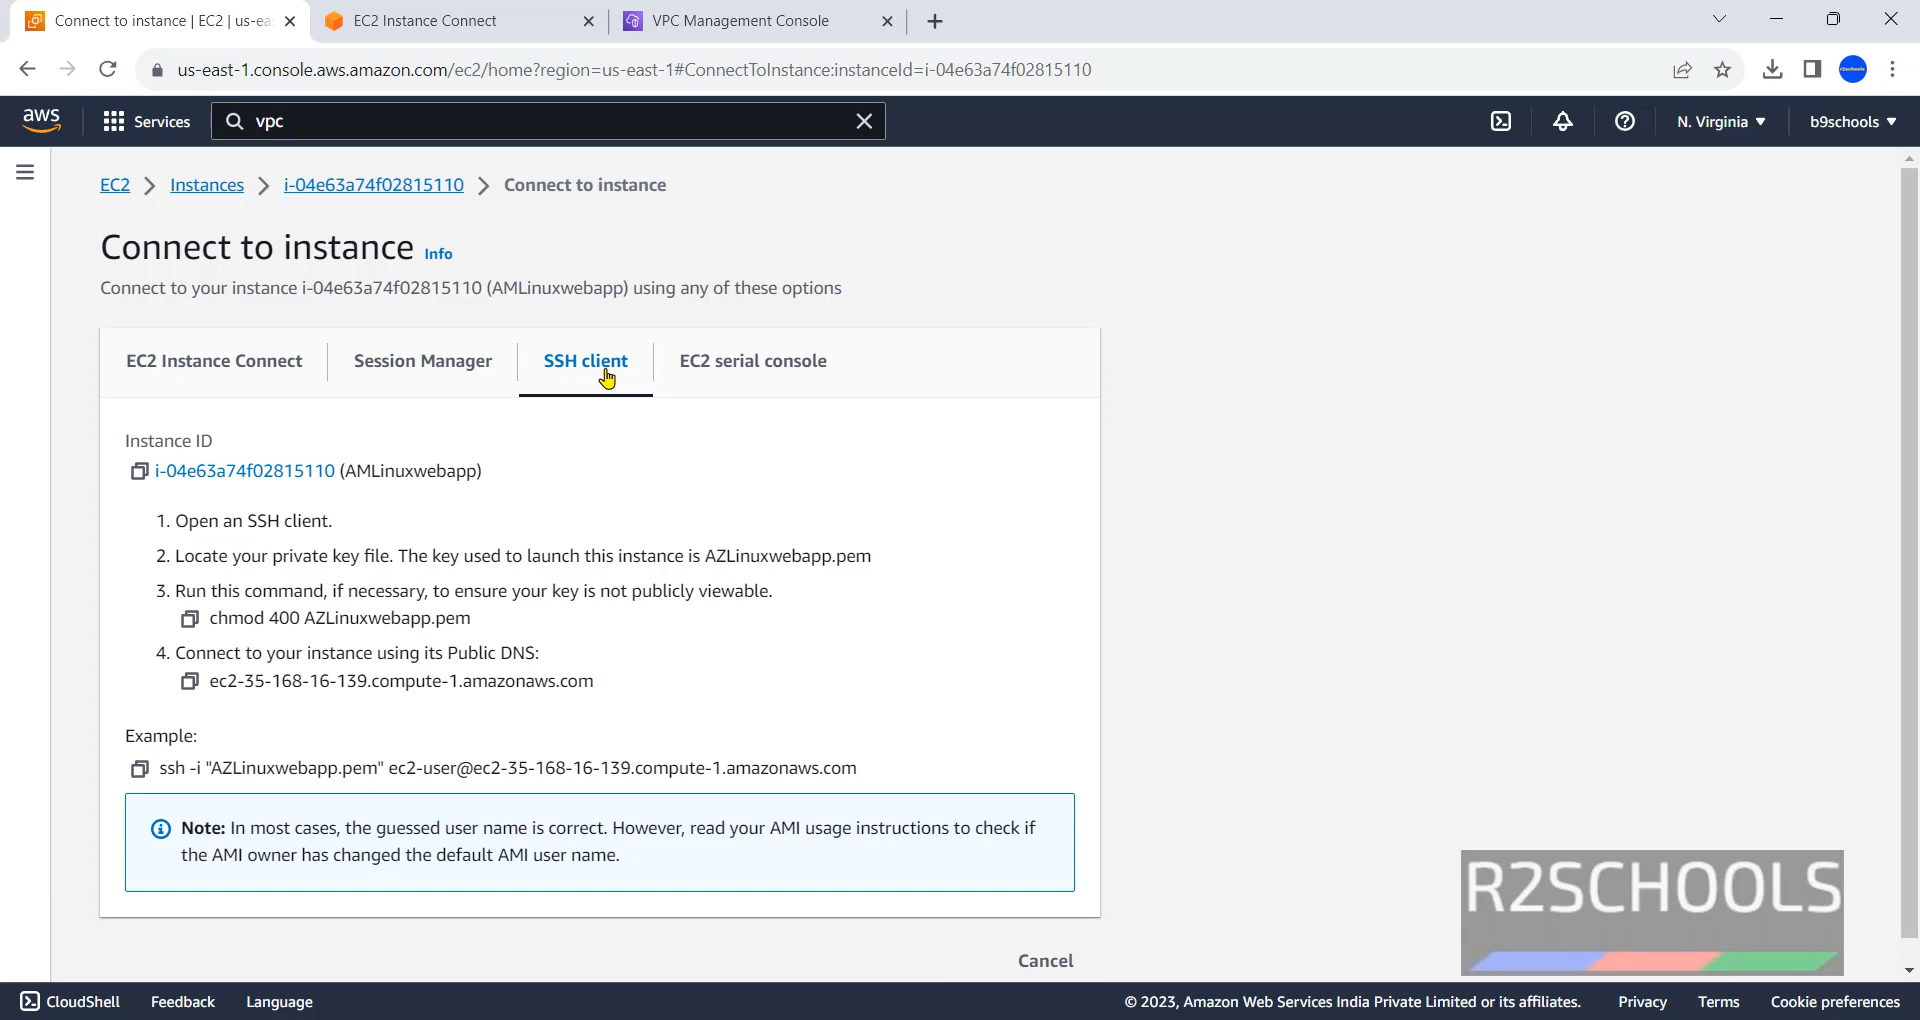 Connect to instance | EC2 | us-ea
EC2 Instance Connect
VPC Management Console
us-east-1.console.aws.amazon.com/ec2/home?region=us-east-1#ConnectToInstance:instanceId=i-04e63a74f02815110
aws
Services
vpc
N. Virginia
b9schools
EC2
Instances
i-04e63a74f02815110
Connect to instance
Connect to instance Info
Connect to your instance i-04e63a74f02815110 (AMLinuxwebapp) using any of these options
EC2 Instance Connect
Session Manager
SSH client
EC2 serial console
Instance ID
i-04e63a74f02815110 (AMLinuxwebapp)
1. Open an SSH client.
2. Locate your private key file. The key used to launch this instance is AZLinuxwebapp.pem
3. Run this command, if necessary, to ensure your key is not publicly viewable.
chmod 400 AZLinuxwebapp.pem
4. Connect to your instance using its Public DNS:
ec2-35-168-16-139.compute-1.amazonaws.com
Example:
ssh -i "AZLinuxwebapp.pem" ec2-user@ec2-35-168-16-139.compute-1.amazonaws.com
Note: In most cases, the guessed user name is correct. However, read your AMI usage instructions to check if
the AMI owner has changed the default AMI user name.
R2SCHOOLS
Cancel
CloudShell
Feedback
Language
© 2023, Amazon Web Services India Private Limited or its affiliates.
Privacy
Terms
Cookie preferences